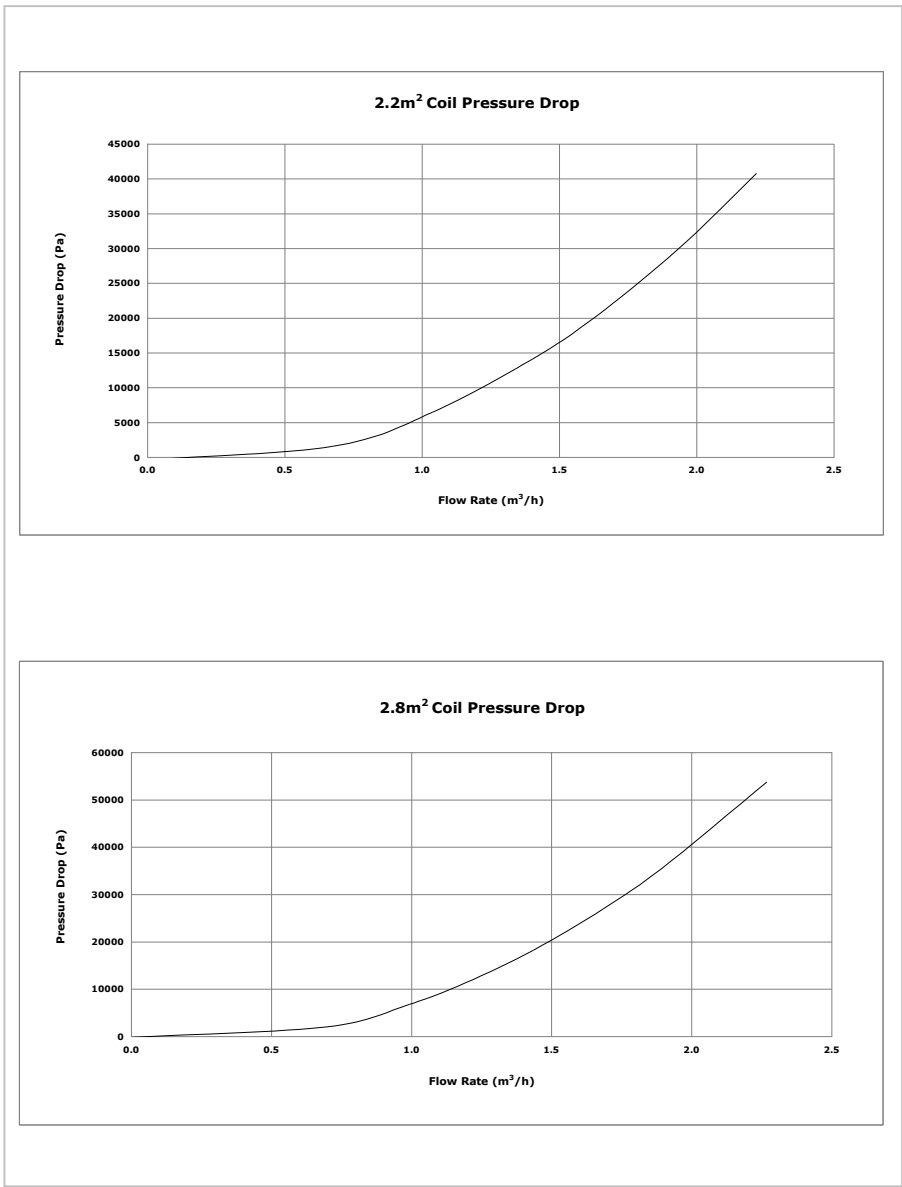 2.2m² Coil Pressure Drop
45000
40000
35000
30000
25000
20000
15000
10000
5000
0
Pressure Drop (Pa)
0.0 0.5 1.0 1.5 2.0 2.5
Flow Rate (m³/h)
2.8m² Coil Pressure Drop
60000
50000
40000
30000
20000
10000
0
Pressure Drop (Pa)
0.0 0.5 1.0 1.5 2.0 2.5
Flow Rate (m³/h)